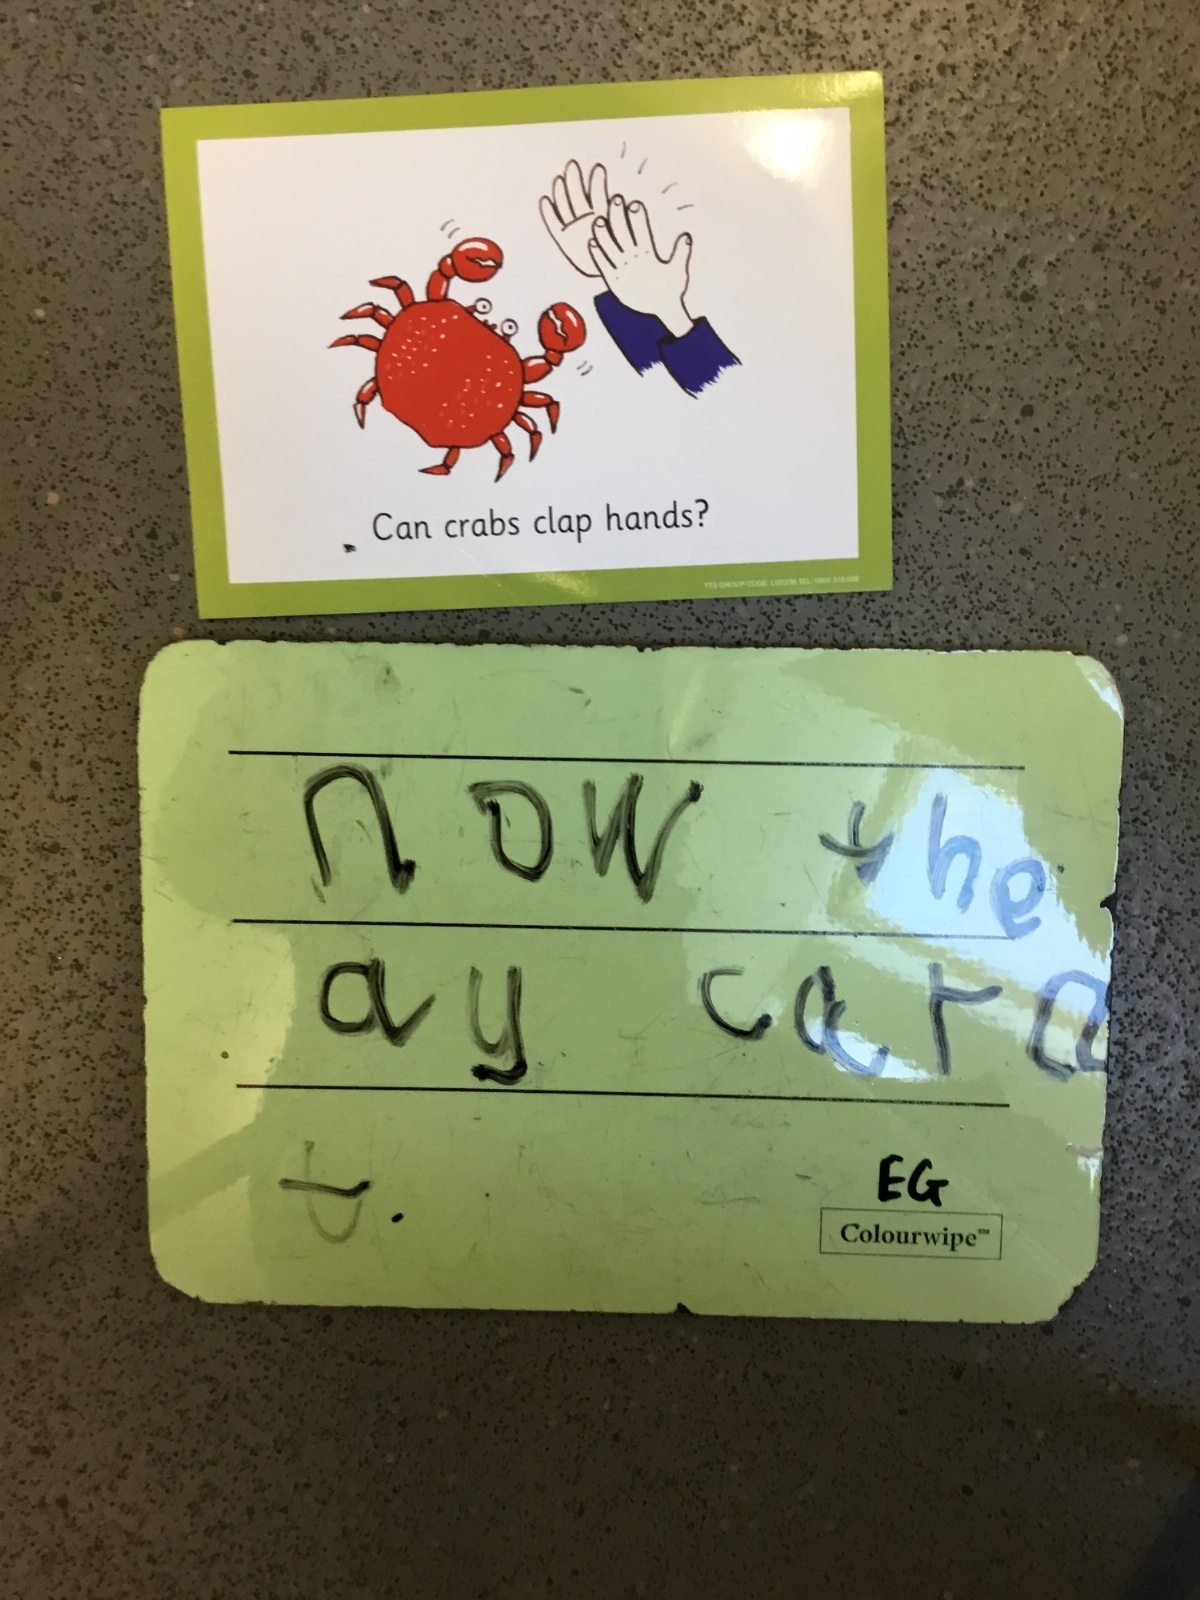 Can crabs clap hands?
now the
ay cara
t.
EG
Colourwipe™